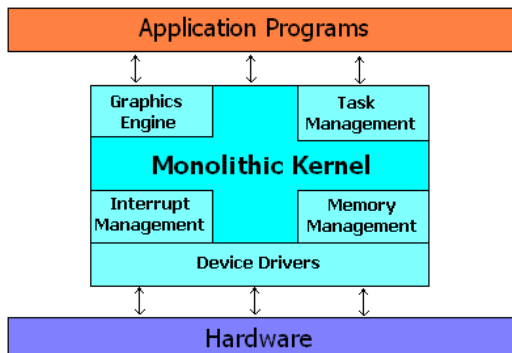 Application Programs
Graphics
Engine
Task
Management
Monolithic Kernel
Interrupt
Management
Memory
Management
Device Drivers
Hardware